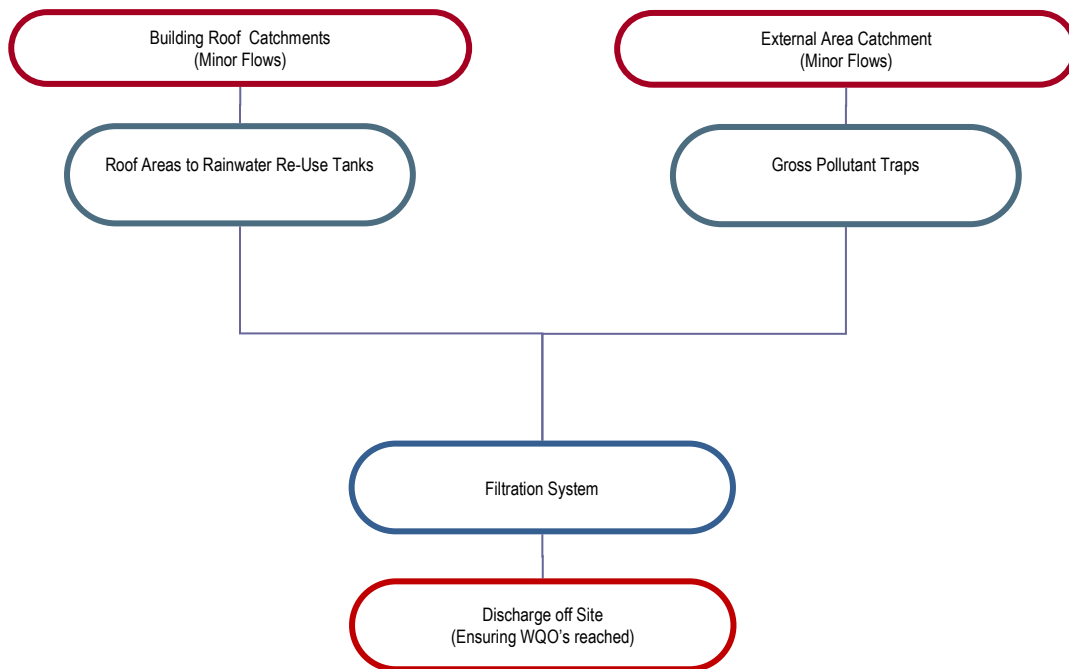 Building Roof Catchments
(Minor Flows)
External Area Catchment
(Minor Flows)
Roof Areas to Rainwater Re-Use Tanks
Gross Pollutant Traps
Filtration System
Discharge off Site
(Ensuring WQO's reached)